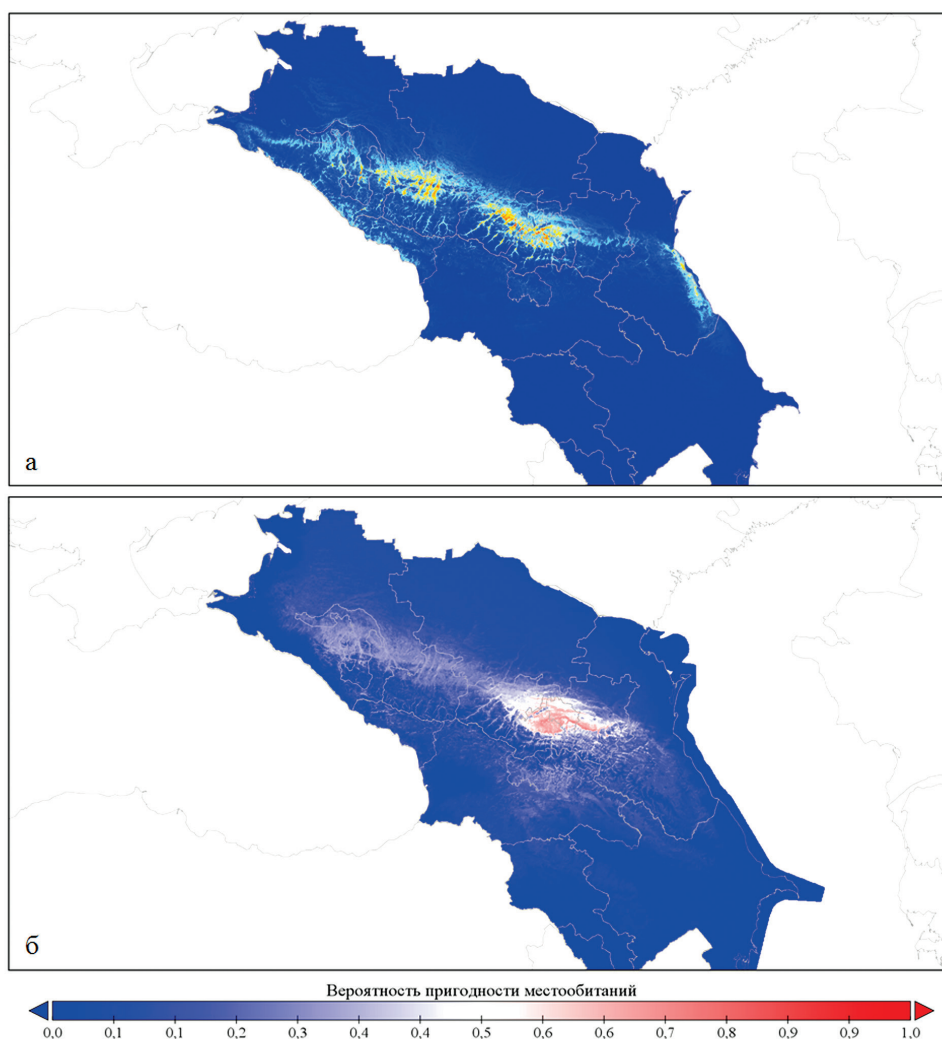 а
б
Вероятность пригодности местообитаний
0,0 0,1 0,1 0,2 0,3 0,4 0,4 0,5 0,6 0,6 0,7 0,8 0,9 0,9 1,0